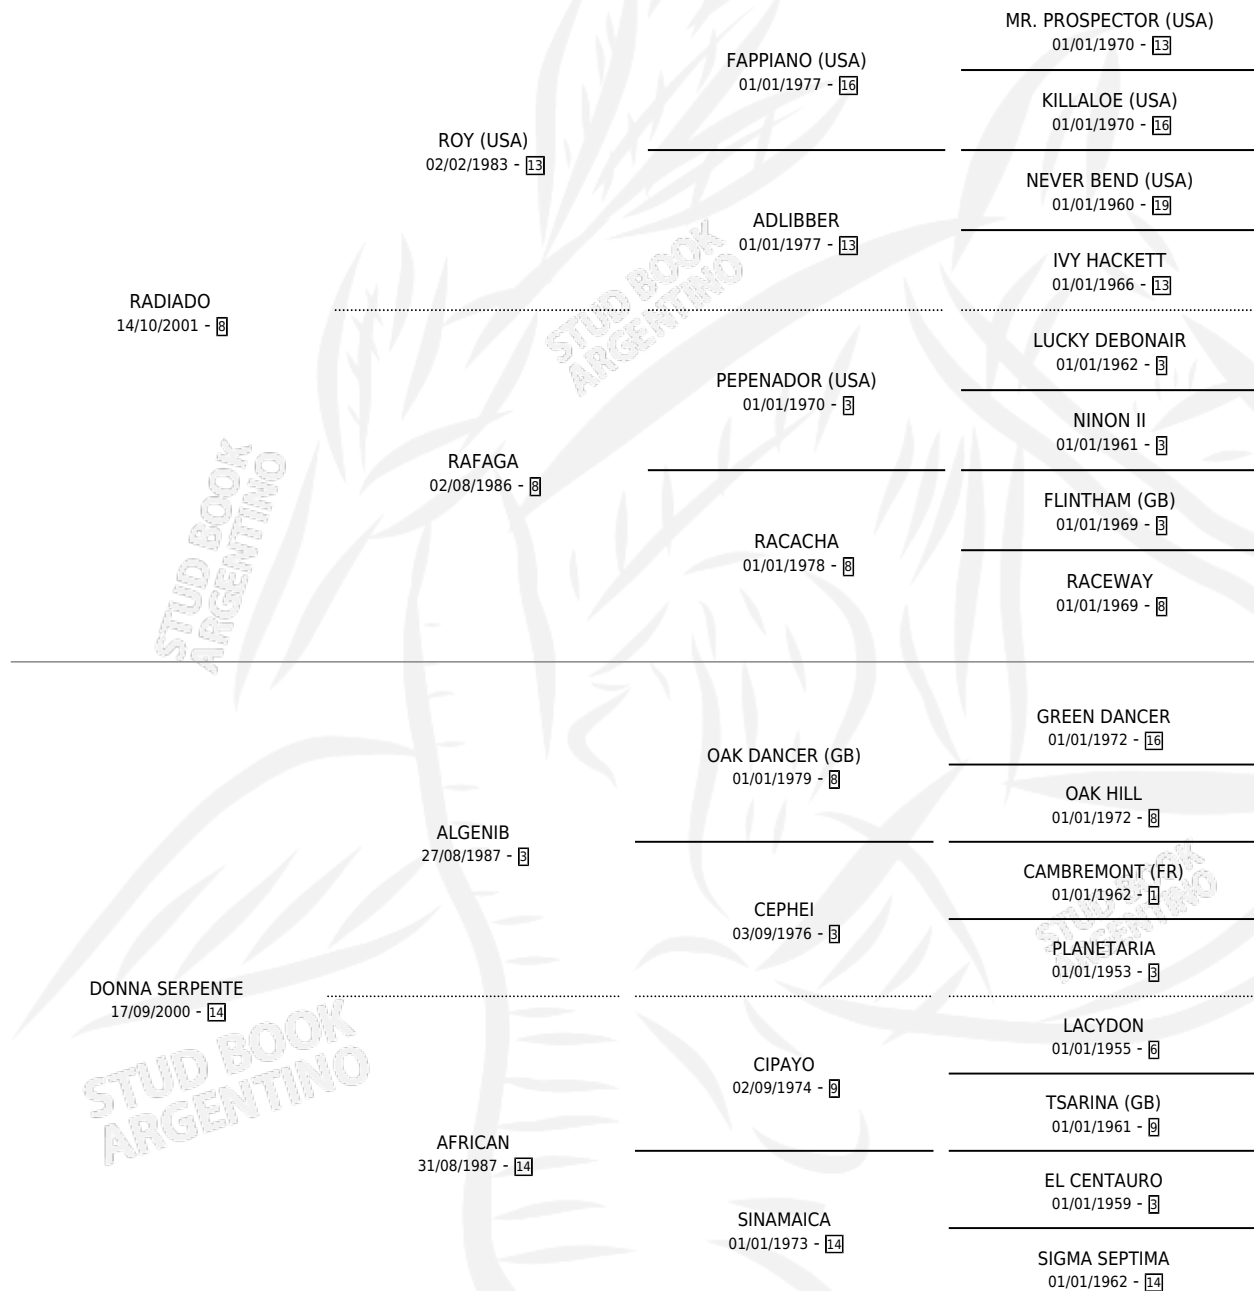 MR. PROSPECTOR (USA)
01/01/1970 - 13
FAPPIANO (USA)
01/01/1977 - 16
KILLALOE (USA)
01/01/1970 - 16
ROY (USA)
02/02/1983 - 13
NEVER BEND (USA)
01/01/1960 - 19
ADLIBBER
01/01/1977 - 13
IVY HACKETT
01/01/1966 - 13
RADIADO
14/10/2001 - 8
LUCKY DEBONAIR
01/01/1962 - 3
PEPENADOR (USA)
01/01/1970 - 3
NINON II
01/01/1961 - 3
RAFAGA
02/08/1986 - 8
FLINTHAM (GB)
01/01/1969 - 3
RACACHA
01/01/1978 - 8
RACEWAY
01/01/1969 - 8
GREEN DANCER
01/01/1972 - 16
OAK DANCER (GB)
01/01/1979 - 8
OAK HILL
01/01/1972 - 8
ALGENIB
27/08/1987 - 3
CAMBREMONT (FR)
01/01/1962 - 1
CEPHEI
03/09/1976 - 3
PLANETARIA
01/01/1953 - 3
DONNA SERPENTE
17/09/2000 - 14
LACYDON
01/01/1955 - 6
CIPAYO
02/09/1974 - 9
TSARINA (GB)
01/01/1961 - 9
AFRICAN
31/08/1987 - 14
EL CENTAURO
01/01/1959 - 3
SINAMAICA
01/01/1973 - 14
SIGMA SEPTIMA
01/01/1962 - 14
STUD BOOK
ARGENTINO
STUD BOOK
ARGENTINO
STUD BOOK
ARGENTINO
STUD BOOK
ARGENTINO